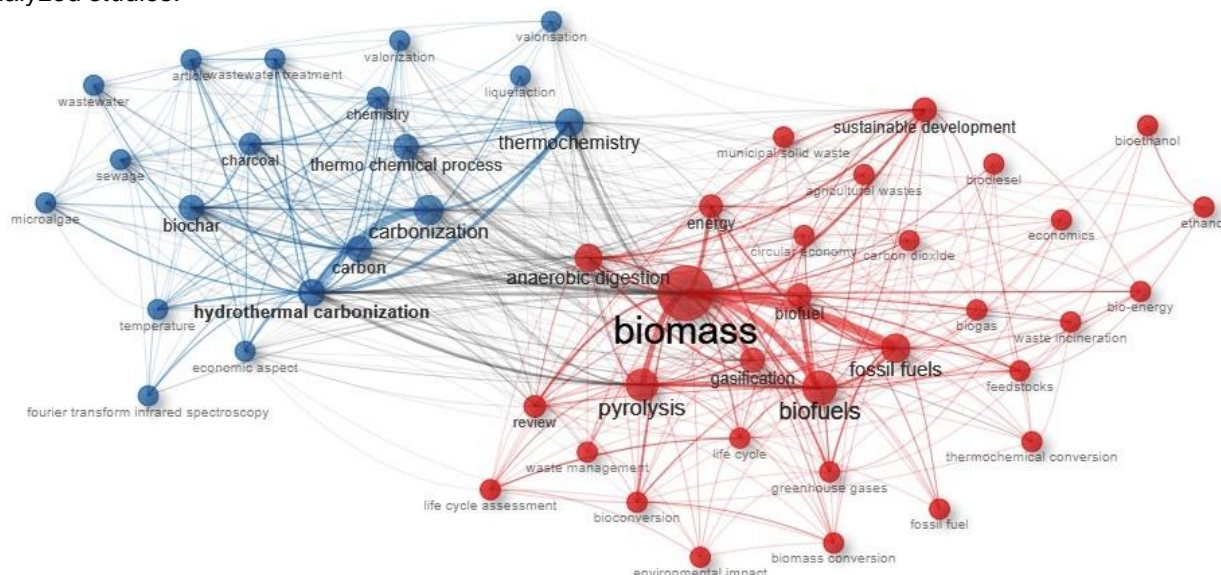 analyzed studies.
valorisation
valorization
article
wastewater treatment
liquefaction
wastewater
chemistry
sustainable development
thermochemistry
bioethanol
charcoal
thermo chemical process
municipal solid waste
sewage
biodiesel
agricultural wastes
microalgae
biochar
carbonization
energy
economics
ethanol
circular economy
carbon dioxide
carbon
anaerobic digestion
hydrothermal carbonization
temperature
biomass
biofuel
biogas
bio-energy
waste incineration
economic aspect
gasification
fossil fuels
feedstocks
fourier transform infrared spectroscopy
pyrolysis
biofuels
review
life cycle
thermochemical conversion
waste management
greenhouse gases
life cycle assessment
bioconversion
fossil fuel
biomass conversion
environmental impact